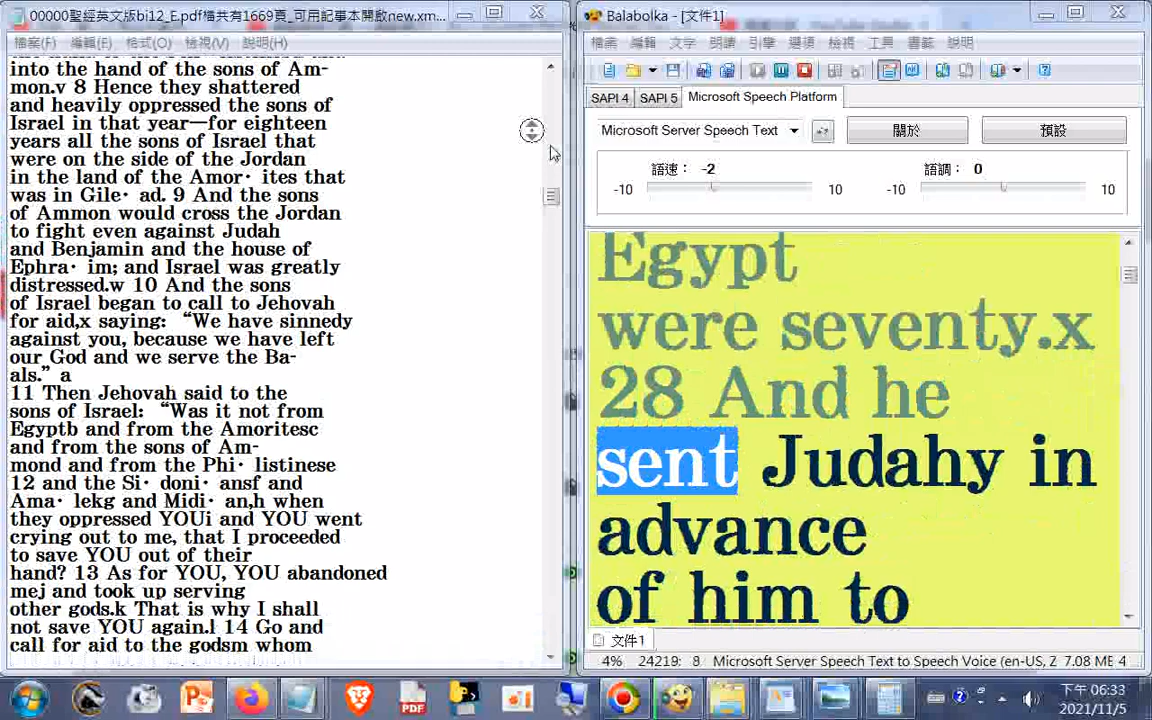 00000聖經英文版bi12_E.pdf檔共有1669頁_可用記事本開啟new.xm...
檔案(F) 編輯(E) 格式(O) 檢視(V) 說明(H)
into the hand of the sons of Am-
mon.v 8 Hence they shattered
and heavily oppressed the sons of
Israel in that year—for eighteen
years all the sons of Israel that
were on the side of the Jordan
in the land of the Amor· ites that
was in Gile· ad. 9 And the sons
of Ammon would cross the Jordan
to fight even against Judah
and Benjamin and the house of
Ephra· im; and Israel was greatly
distressed.w 10 And the sons
of Israel began to call to Jehovah
for aid,x saying: “We have sinnedy
against you, because we have left
our God and we serve the Ba-
als.” a
11 Then Jehovah said to the
sons of Israel: “Was it not from
Egyptb and from the Amoritesc
and from the sons of Am-
mond and from the Phi· listinese
12 and the Si· doni· ansf and
Ama· lekg and Midi· an,h when
they oppressed YOUi and YOU went
crying out to me, that I proceeded
to save YOU out of their
hand? 13 As for YOU, YOU abandoned
mej and took up serving
other gods.k That is why I shall
not save YOU again.l 14 Go and
call for aid to the godsm whom
Balabolka - [文件1]
檔案 編輯 文字 朗讀 引擎 選項 檢視 工具 書籤 說明
SAPI 4 SAPI 5 Microsoft Speech Platform
Microsoft Server Speech Text 關於 預設
語速： -2 語調： 0
-10 10 -10 10
Egypt
were seventy.x
28 And he
sent Judahy in
advance
of him to
文件1
4% 24219: 8 Microsoft Server Speech Text to Speech Voice (en-US, Z 7.08 ME 4
PDF
下午 06:33
2021/11/5